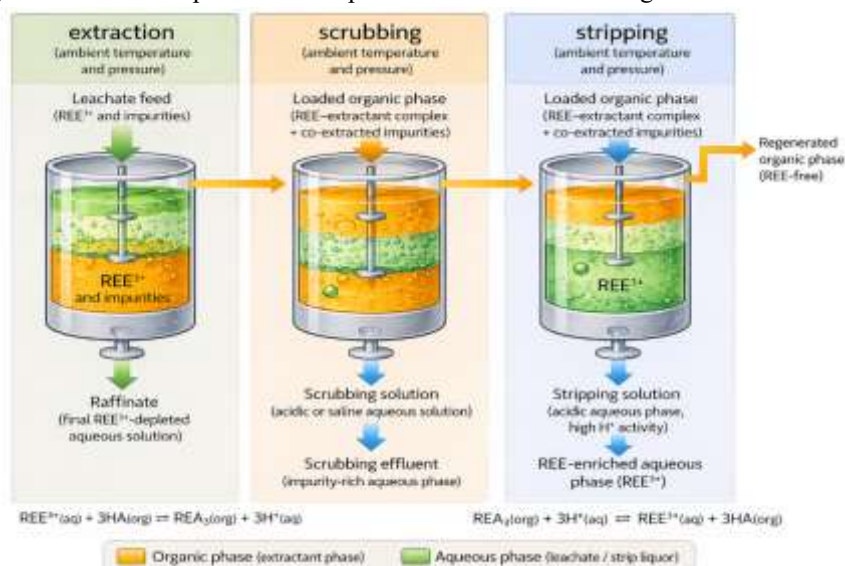 extraction
(ambient temperature
and pressure)
Leachate feed
(REE³⁺ and impurities)
REE³⁺
and impurities
Raffinate
(final REE³⁺-depleted
aqueous solution)
scrubbing
(ambient temperature
and pressure)
Loaded organic phase
(REE–extractant complex
+ co-extracted impurities)
Scrubbing solution
(acidic or saline aqueous solution)
Scrubbing effluent
(impurity-rich aqueous phase)
stripping
(ambient temperature
and pressure)
Loaded organic phase
(REE–extractant complex
+ co-extracted impurities)
Regenerated
organic phase
(REE-free)
REE³⁺
Stripping solution
(acidic aqueous phase,
high H⁺ activity)
REE-enriched aqueous
phase (REE³⁺)
REE³⁺(aq) + 3HA(org) ⇌ REA₃(org) + 3H⁺(aq)
REA₃(org) + 3H⁺(aq) ⇌ REE³⁺(aq) + 3HA(org)
Organic phase (extractant phase)
Aqueous phase (leachate / strip liquor)